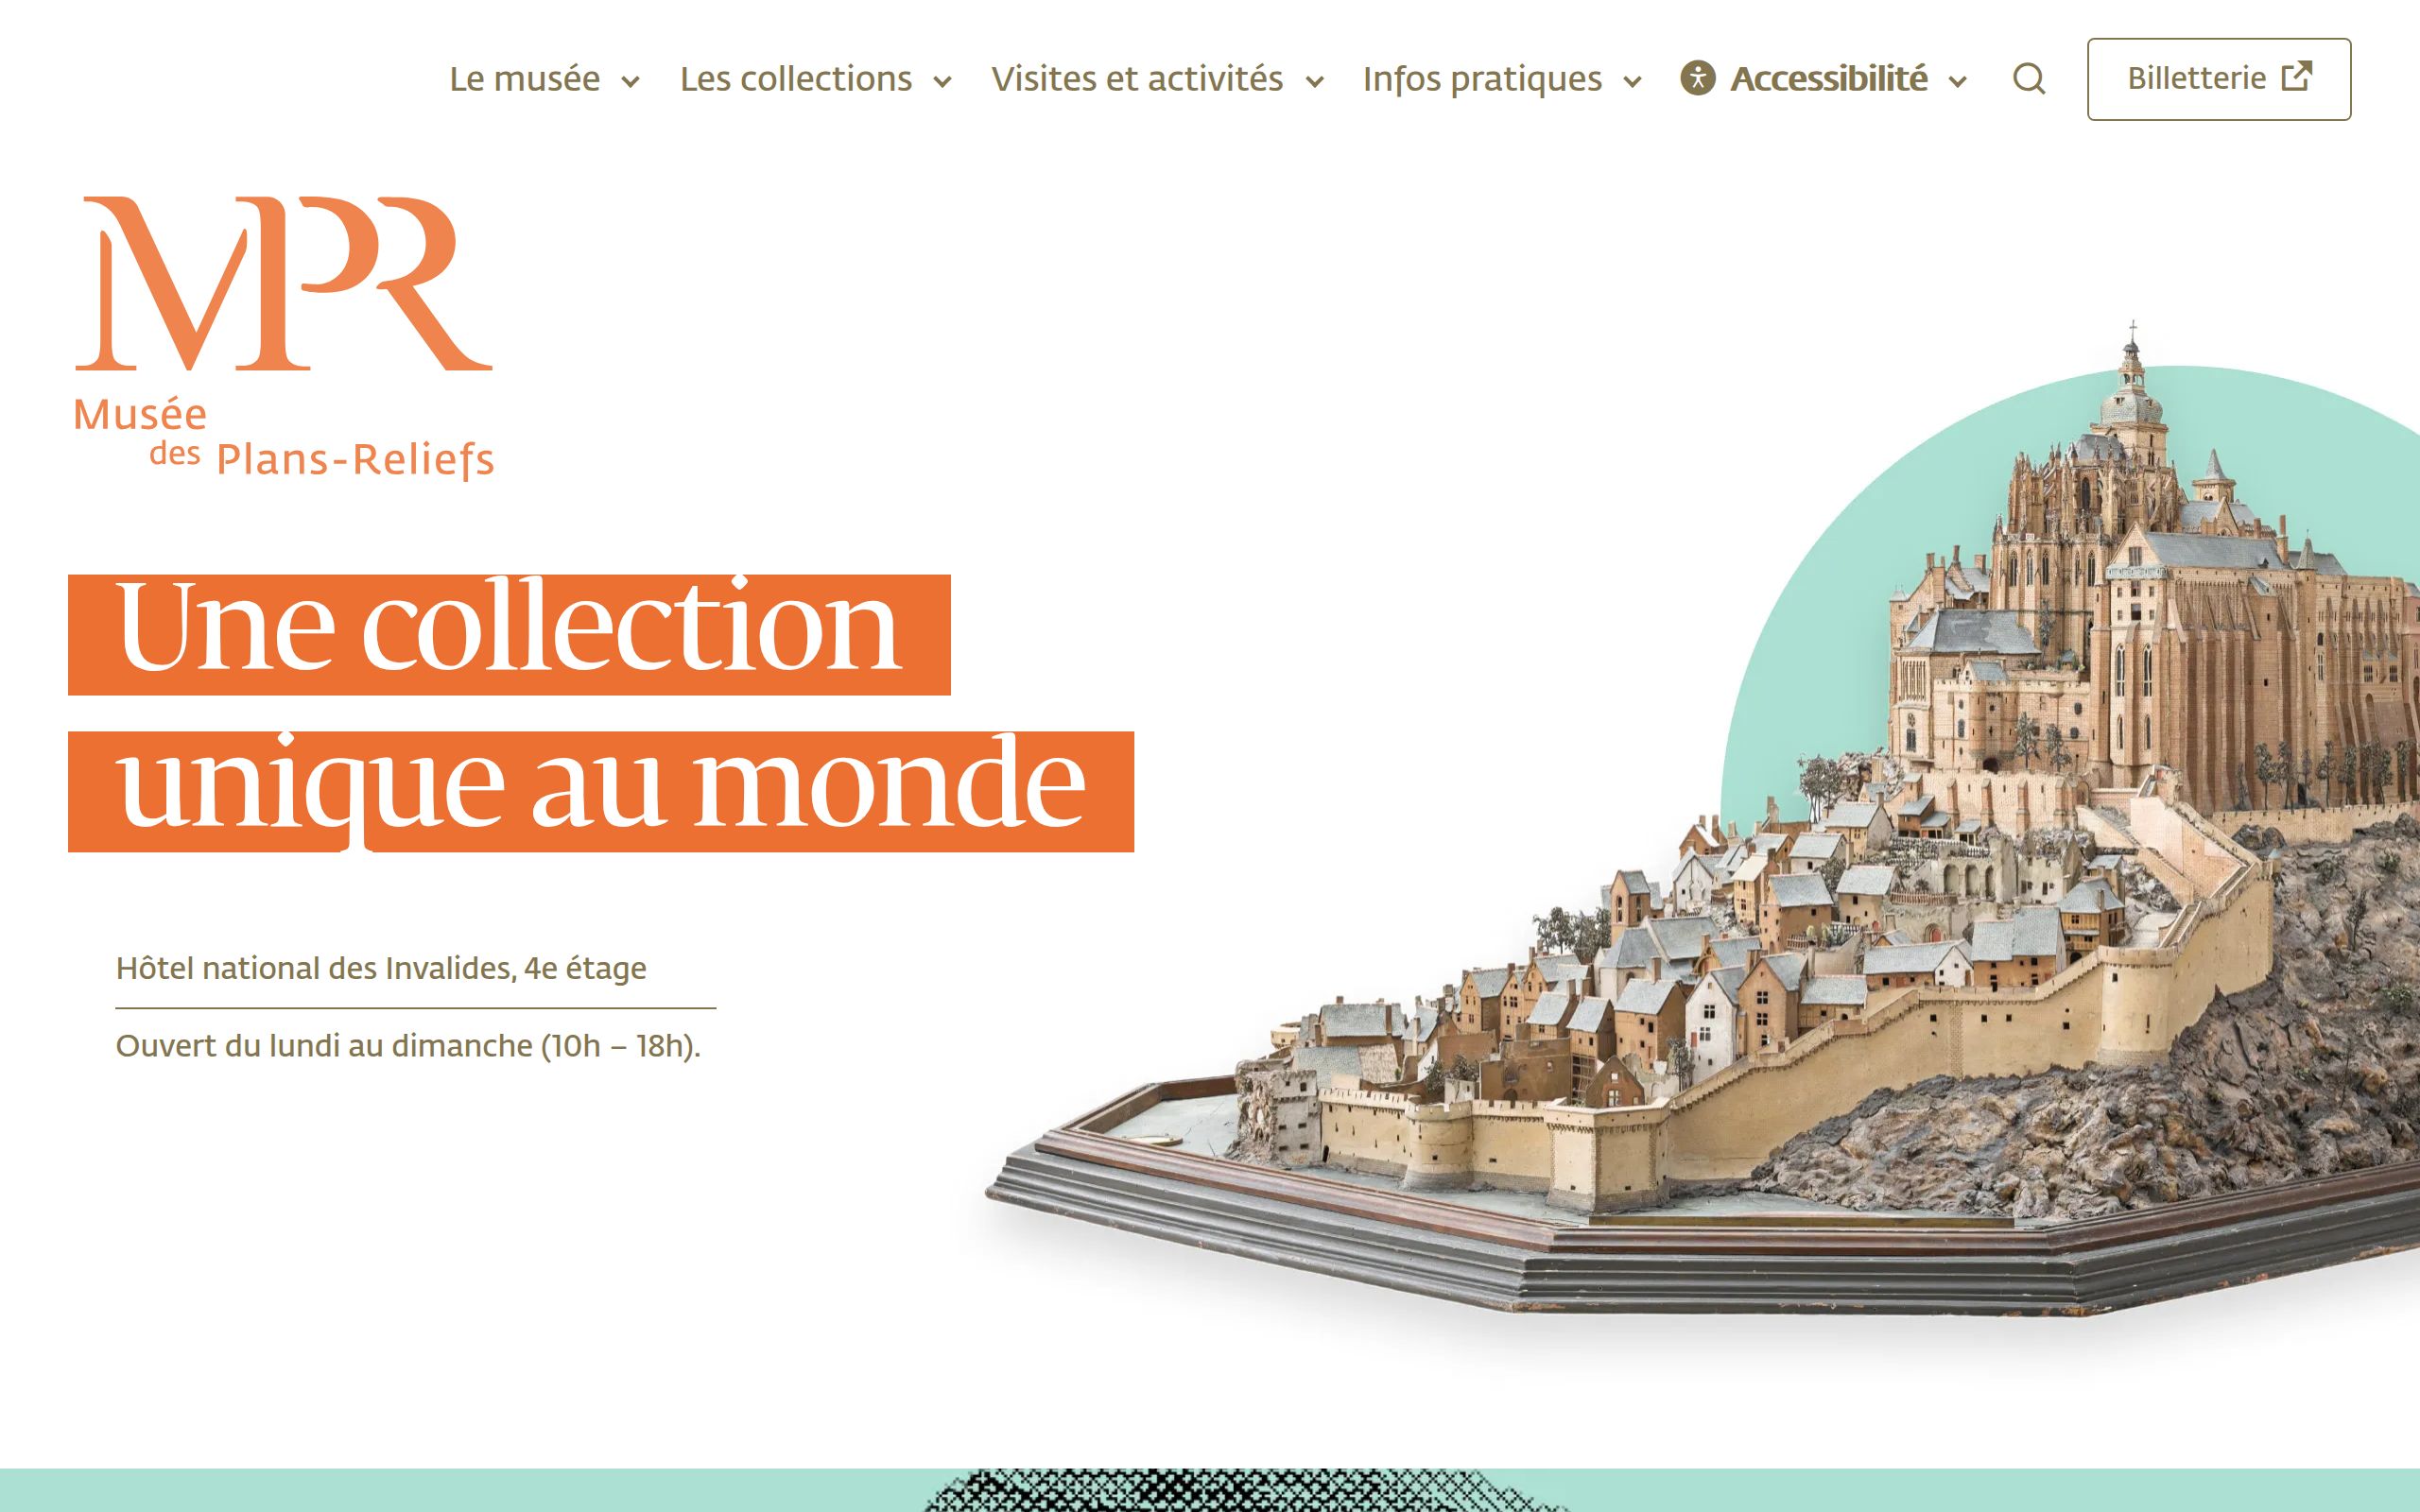 Le musée Les collections Visites et activités Infos pratiques Accessibilité Billetterie
MPR
Musée
des Plans-Reliefs
Une collection
unique au monde
Hôtel national des Invalides, 4e étage
Ouvert du lundi au dimanche (10h – 18h).